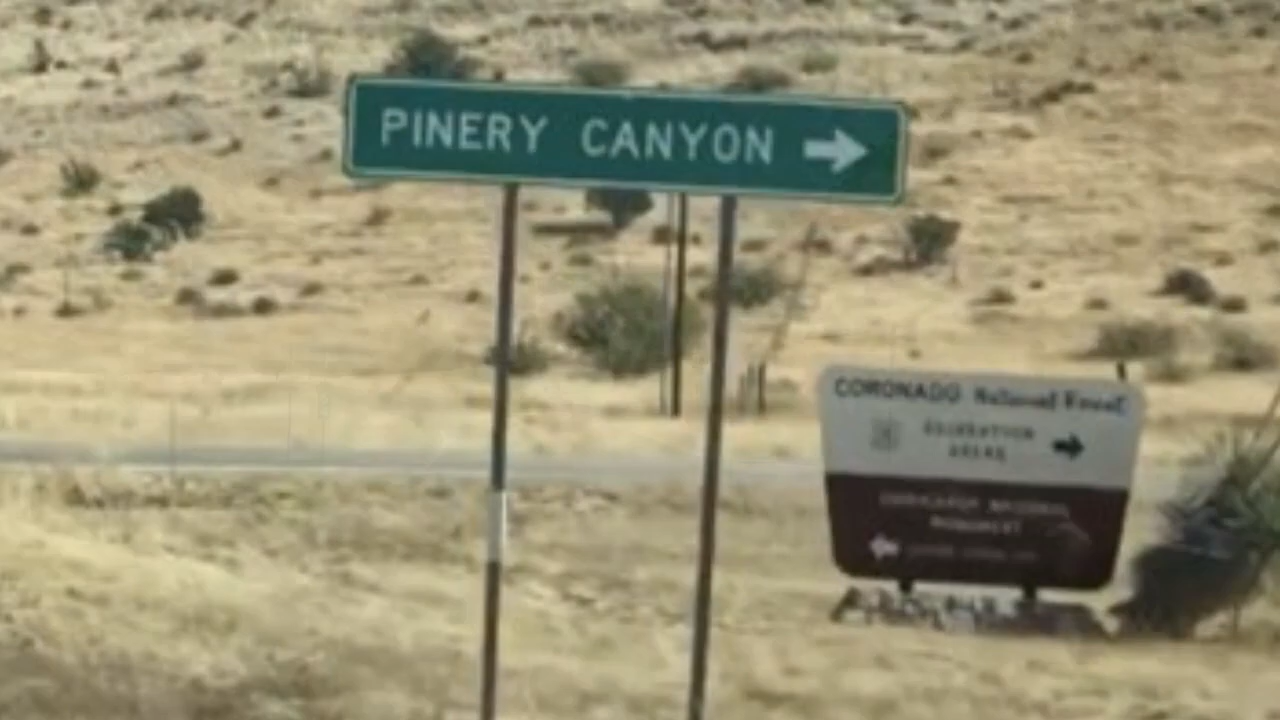 PINERY CANYON
CORONADO National Forest
RECREATION
AREAS
CHIRICAHUA NATIONAL
MONUMENT